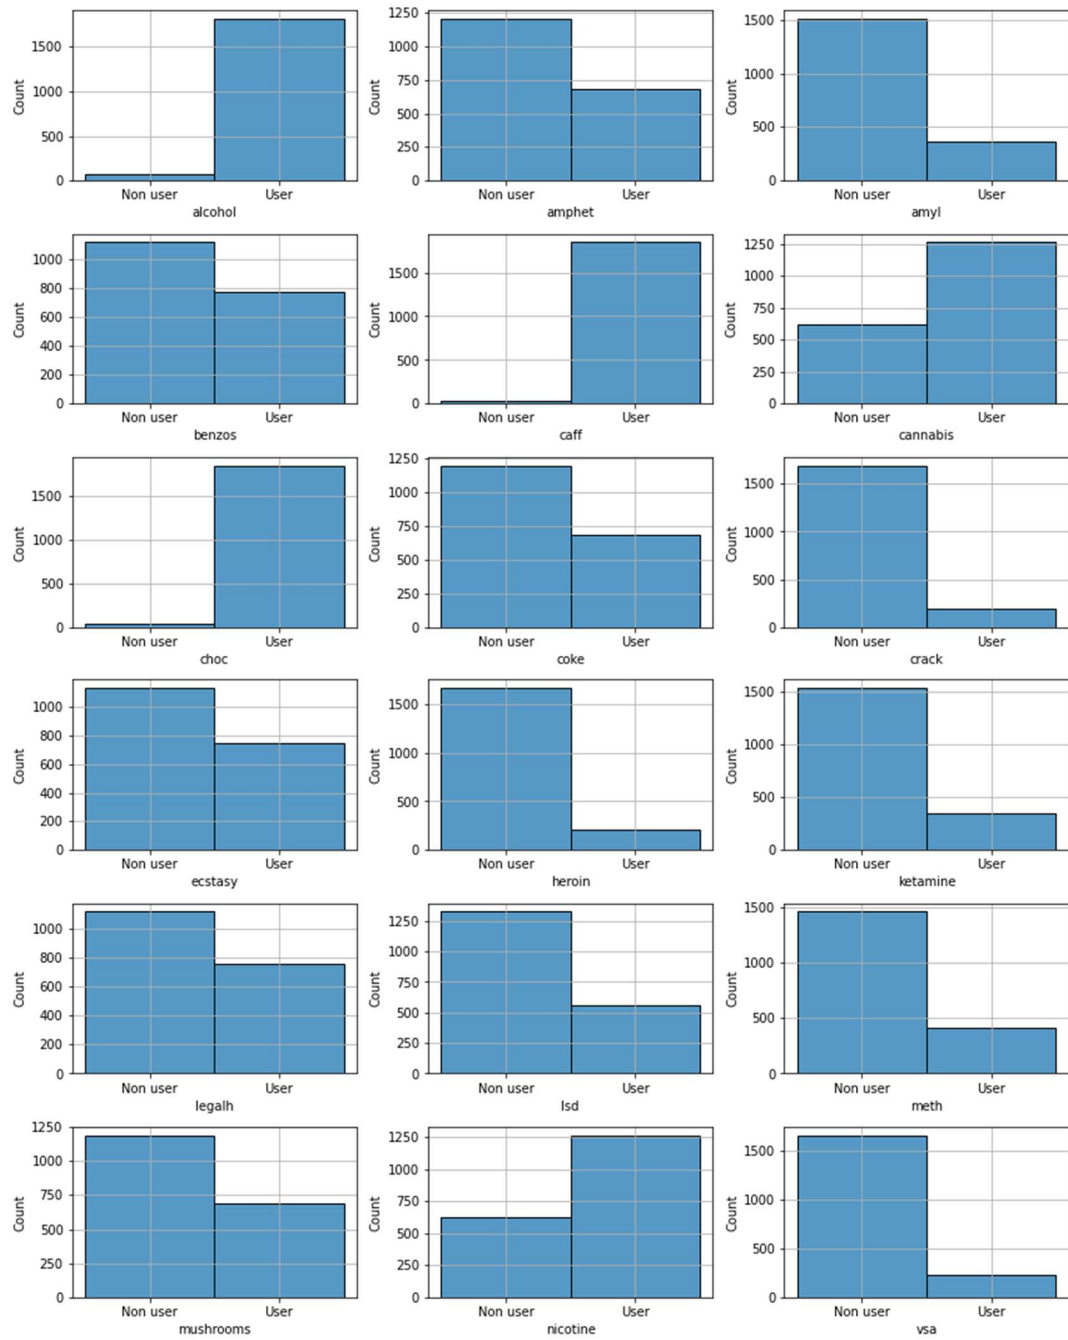 1500
1000
500
0
Count
Non user User
alcohol
1250
1000
750
500
250
0
Count
Non user User
amphet
1500
1000
500
0
Count
Non user User
amyl
1000
800
600
400
200
0
Count
Non user User
benzos
1500
1000
500
0
Count
Non user User
caff
1250
1000
750
500
250
0
Count
Non user User
cannabis
1500
1000
500
0
Count
Non user User
choc
1250
1000
750
500
250
0
Count
Non user User
coke
1500
1000
500
0
Count
Non user User
crack
1000
800
600
400
200
0
Count
Non user User
ecstasy
1500
1000
500
0
Count
Non user User
heroin
1500
1000
500
0
Count
Non user User
ketamine
1000
800
600
400
200
0
Count
Non user User
legalh
1250
1000
750
500
250
0
Count
Non user User
lsd
1500
1000
500
0
Count
Non user User
meth
1250
1000
750
500
250
0
Count
Non user User
mushrooms
1250
1000
750
500
250
0
Count
Non user User
nicotine
1500
1000
500
0
Count
Non user User
vsa